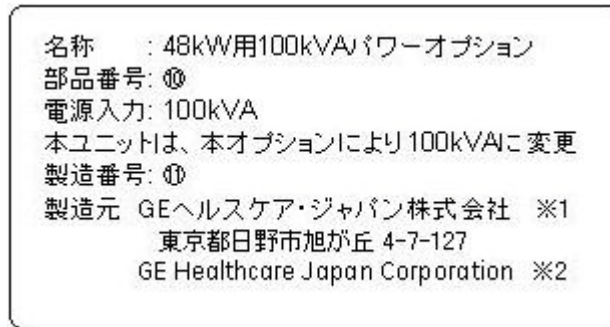 名称　　: 48kW用100kVAパワーオプション
部品番号: ⑩
電源入力: 100kVA
本ユニットは、本オプションにより100kVAに変更
製造番号: ⑪
製造元　GEヘルスケア・ジャパン株式会社　※1
東京都日野市旭が丘 4-7-127
GE Healthcare Japan Corporation　※2